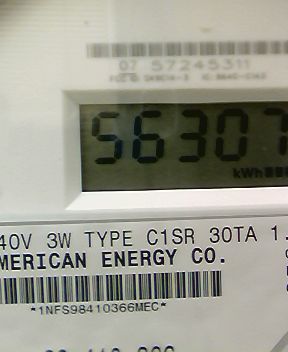 07 57245311
56307
kWh
40V 3W TYPE C1SR 30TA 1.
MERICAN ENERGY CO.
*1NFS98410366MEC*